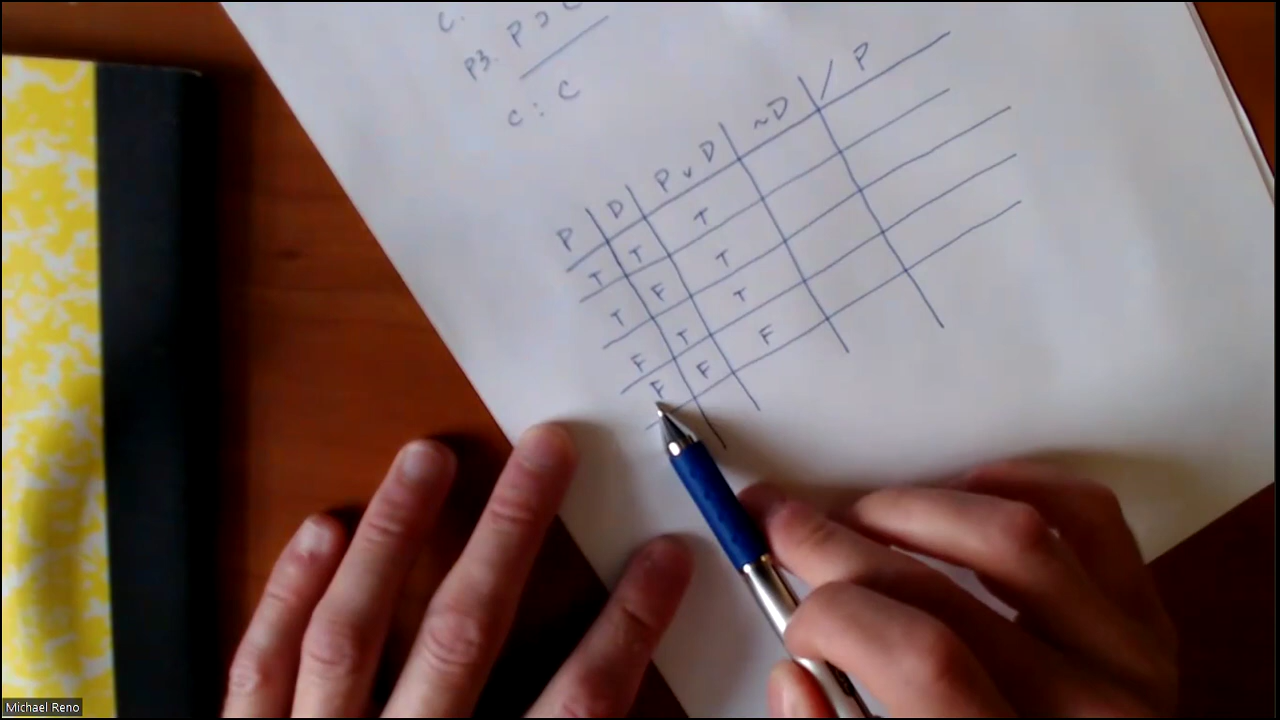 P3. P ⊃ C
C: C
P D P v D ~D / P
T T T
T F T
F T T
F F F
Michael Reno